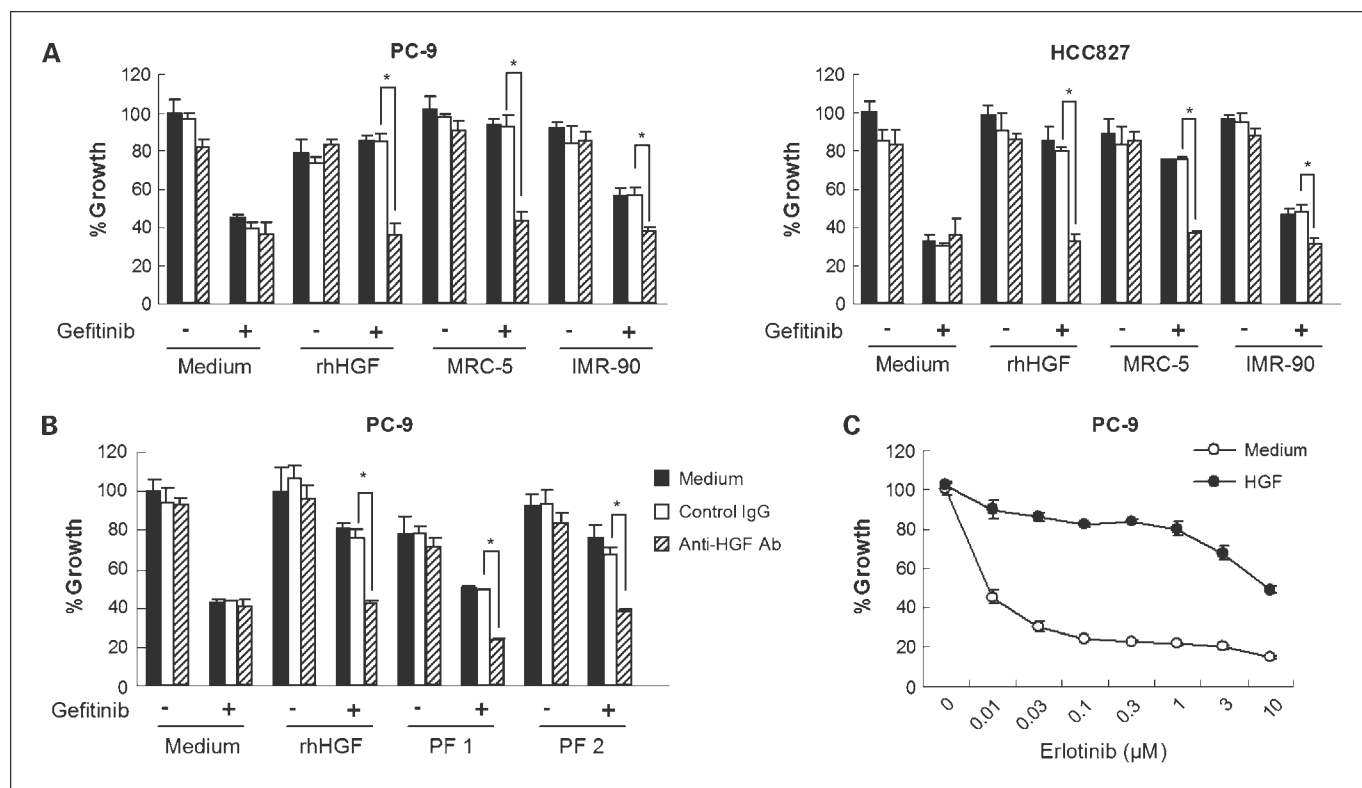 A
PC-9
HCC827
% Growth
120
100
80
60
40
20
0
* * *
Gefitinib - + - + - + - +
Medium rhHGF MRC-5 IMR-90
% Growth
120
100
80
60
40
20
0
* * *
Gefitinib - + - + - + - +
Medium rhHGF MRC-5 IMR-90
B
PC-9
% Growth
120
100
80
60
40
20
0
* * *
Medium
Control IgG
Anti-HGF Ab
Gefitinib - + - + - + - +
Medium rhHGF PF 1 PF 2
C
PC-9
Medium
HGF
% Growth
120
100
80
60
40
20
0
0 0.01 0.03 0.1 0.3 1 3 10
Erlotinib (µM)